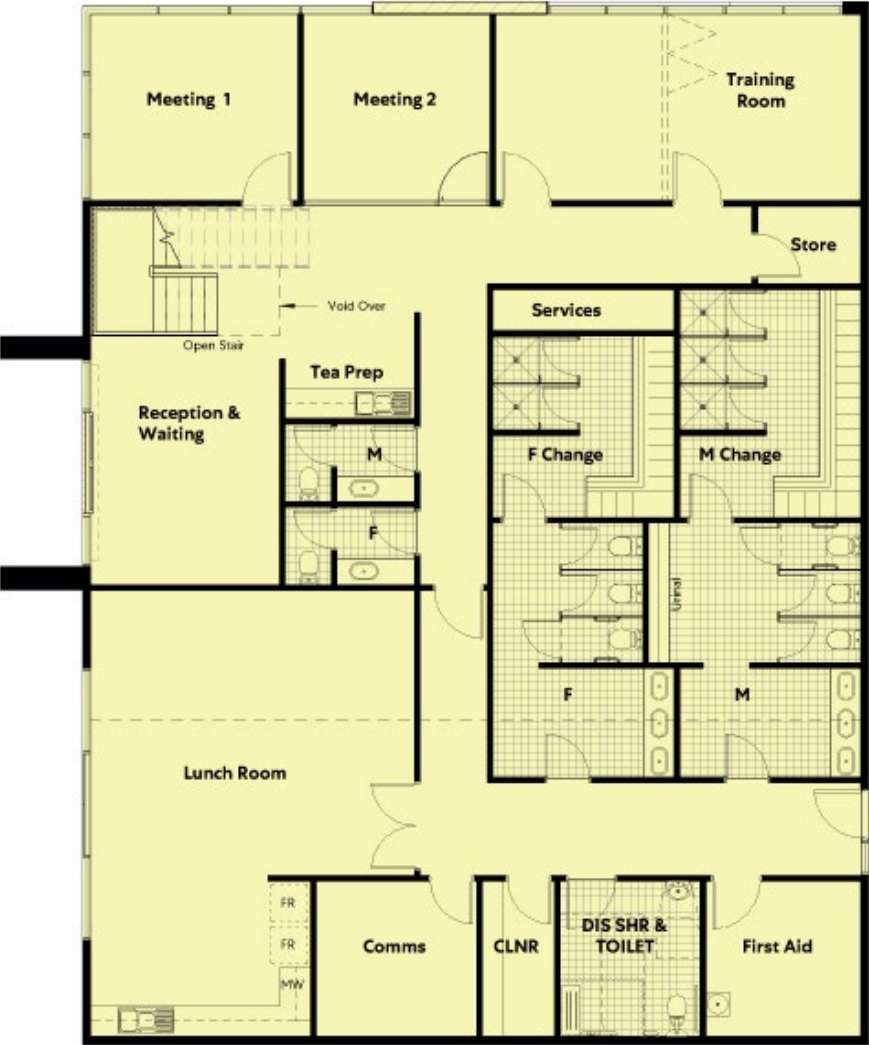 Meeting 1
Meeting 2
Training
Room
Store
Void Over
Services
Open Stair
Tea Prep
Reception &
Waiting
M
F Change
M Change
F
Urinal
F
M
Lunch Room
FR
FR
MW
Comms
CLNR
DIS SHR &
TOILET
First Aid